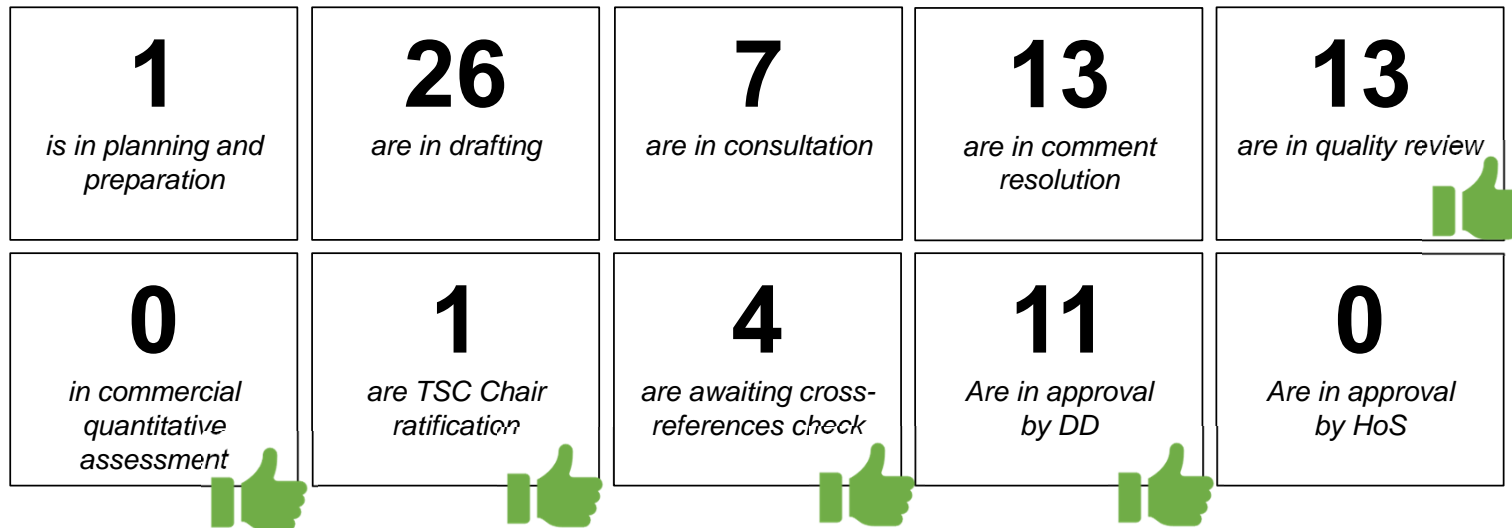 1
is in planning and
preparation
26
are in drafting
7
are in consultation
13
are in comment
resolution
13
are in quality review
0
in commercial
quantitative
assessment
1
are TSC Chair
ratification
4
are awaiting cross-
references check
11
Are in approval
by DD
0
Are in approval
by HoS